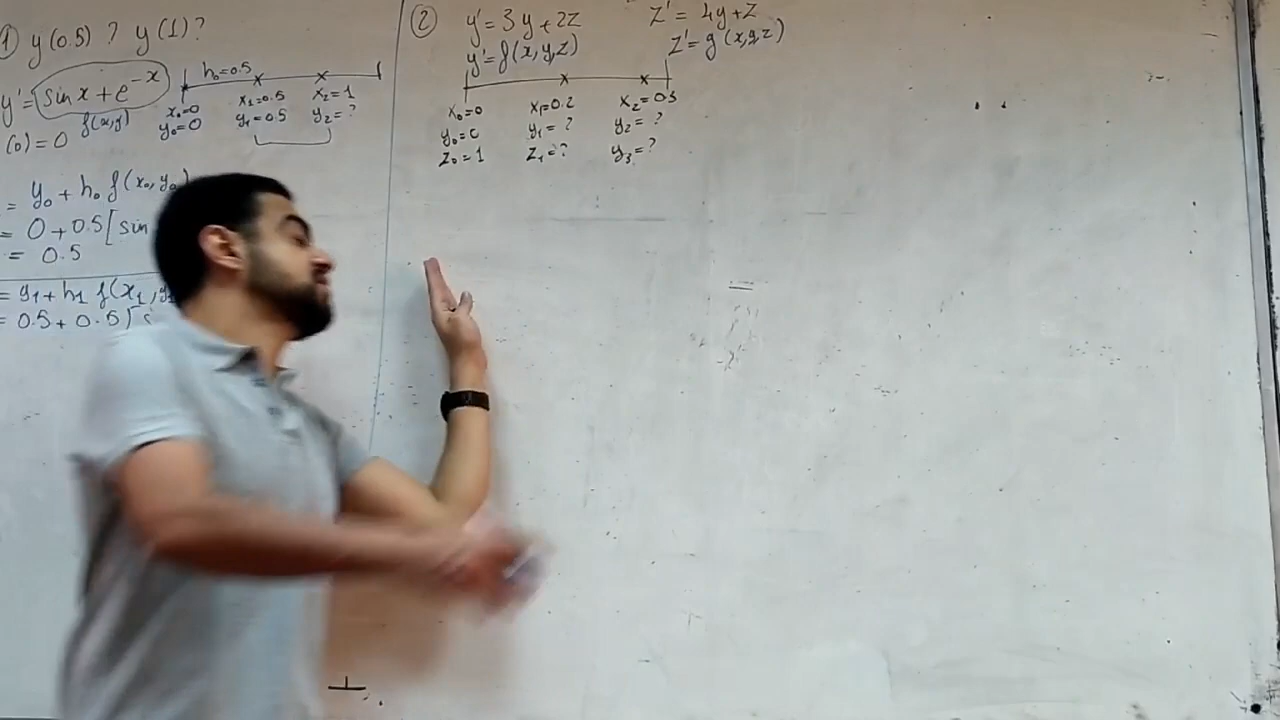 ① y(0.5) ? y(1)?
y' = sin x + e^-x
f(x,y)
(0) = 0
h₀=0.5
x₀=0 x₁=0.5 x₂=1
y₀=0 y₁=0.5 y₂=?
= y₀ + h₀ f(x₀, y₀)
= 0 + 0.5 [sin
= 0.5
= y₁ + h₁ f(x₁, y
= 0.5 + 0.5
② y' = 3y + 2z z' = 4y + z
y' = f(x, y, z) z' = g(x, y, z)
x₀=0 x₁=0.2
y₀=0 y₁=? y₂=?
z₀=1 z₁=? y₃=?